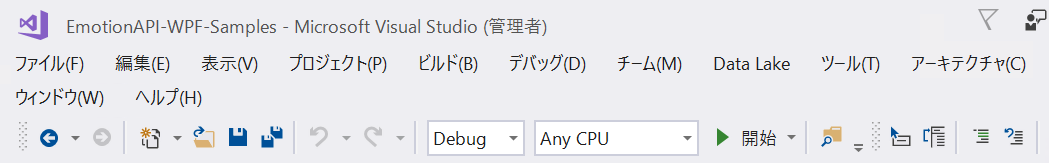 EmotionAPI-WPF-Samples - Microsoft Visual Studio (管理者)
ファイル(F) 編集(E) 表示(V) プロジェクト(P) ビルド(B) デバッグ(D) チーム(M) Data Lake ツール(T) アーキテクチャ(C)
ウィンドウ(W) ヘルプ(H)
Debug Any CPU 開始